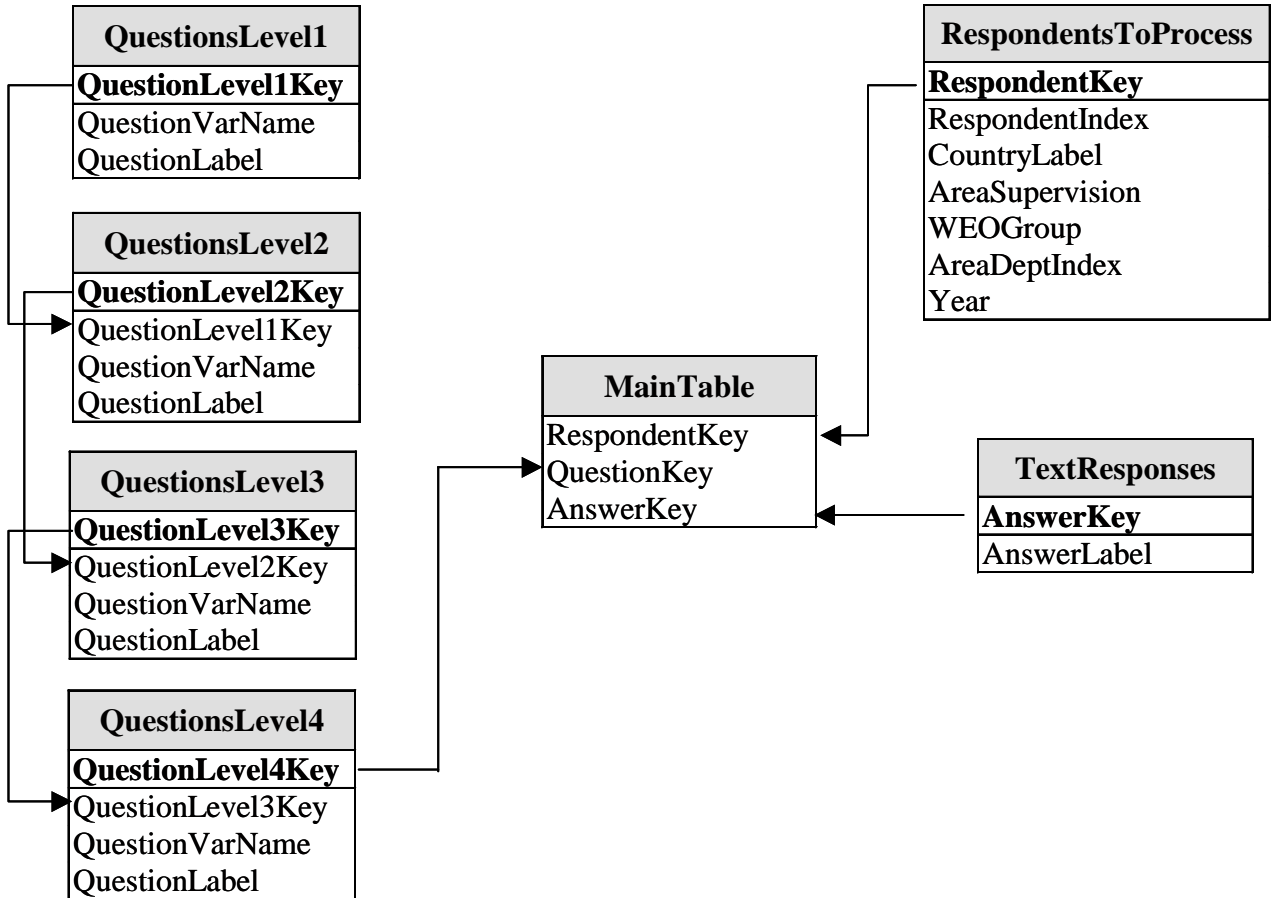 QuestionsLevel1
QuestionLevel1Key
QuestionVarName
QuestionLabel
QuestionsLevel2
QuestionLevel2Key
QuestionLevel1Key
QuestionVarName
QuestionLabel
QuestionsLevel3
QuestionLevel3Key
QuestionLevel2Key
QuestionVarName
QuestionLabel
QuestionsLevel4
QuestionLevel4Key
QuestionLevel3Key
QuestionVarName
QuestionLabel
MainTable
RespondentKey
QuestionKey
AnswerKey
RespondentsToProcess
RespondentKey
RespondentIndex
CountryLabel
AreaSupervision
WEOGroup
AreaDeptIndex
Year
TextResponses
AnswerKey
AnswerLabel